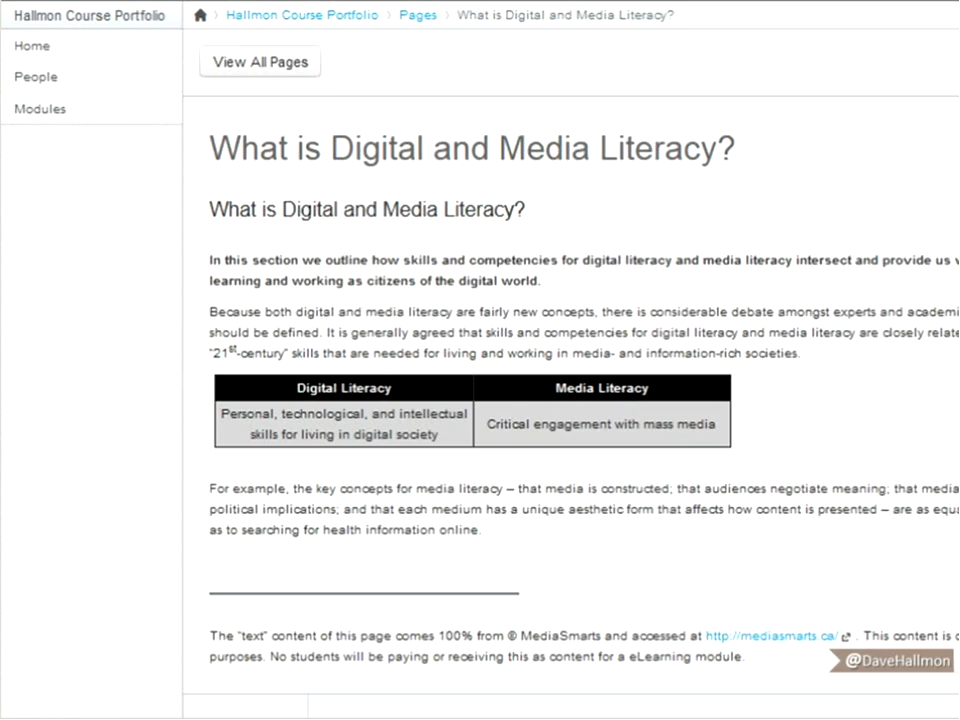 Hallmon Course Portfolio
Hallmon Course Portfolio > Pages > What is Digital and Media Literacy?
Home
People
Modules
View All Pages
What is Digital and Media Literacy?
What is Digital and Media Literacy?
In this section we outline how skills and competencies for digital literacy and media literacy intersect and provide us
learning and working as citizens of the digital world.
Because both digital and media literacy are fairly new concepts, there is considerable debate amongst experts and
should be defined. It is generally agreed that skills and competencies for digital literacy and media literacy are closely
"21st-century" skills that are needed for living and working in media- and information-rich societies.
Digital Literacy Media Literacy
Personal, technological, and intellectual
skills for living in digital society
Critical engagement with mass media
For example, the key concepts for media literacy – that media is constructed; that audiences negotiate meaning; that media
political implications; and that each medium has a unique aesthetic form that affects how content is presented – are as
as to searching for health information online.
The "text" content of this page comes 100% from © MediaSmarts and accessed at http://mediasmarts.ca/ . This content is
purposes. No students will be paying or receiving this as content for a eLearning module.
@DaveHallmon